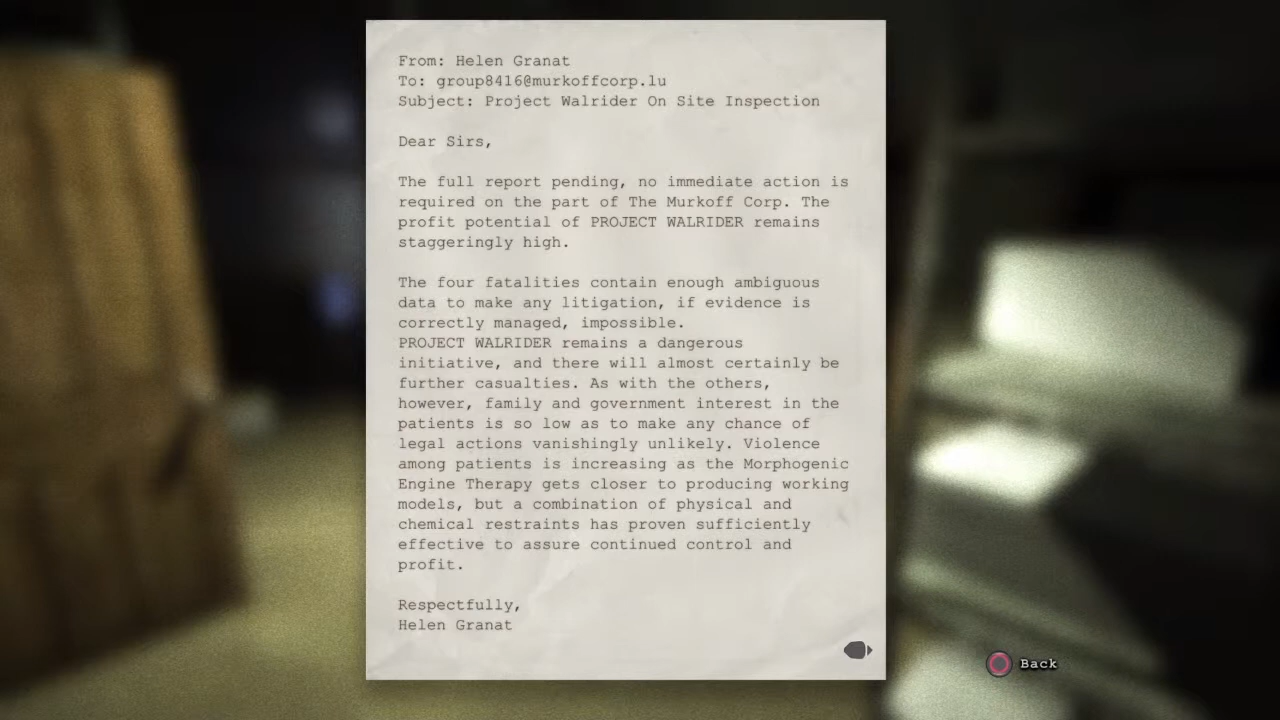 From: Helen Granat
To: group8416@murkoffcorp.lu
Subject: Project Walrider On Site Inspection
Dear Sirs,
The full report pending, no immediate action is
required on the part of The Murkoff Corp. The
profit potential of PROJECT WALRIDER remains
staggeringly high.
The four fatalities contain enough ambiguous
data to make any litigation, if evidence is
correctly managed, impossible.
PROJECT WALRIDER remains a dangerous
initiative, and there will almost certainly be
further casualties. As with the others,
however, family and government interest in the
patients is so low as to make any chance of
legal actions vanishingly unlikely. Violence
among patients is increasing as the Morphogenic
Engine Therapy gets closer to producing working
models, but a combination of physical and
chemical restraints has proven sufficiently
effective to assure continued control and
profit.
Respectfully,
Helen Granat
Back